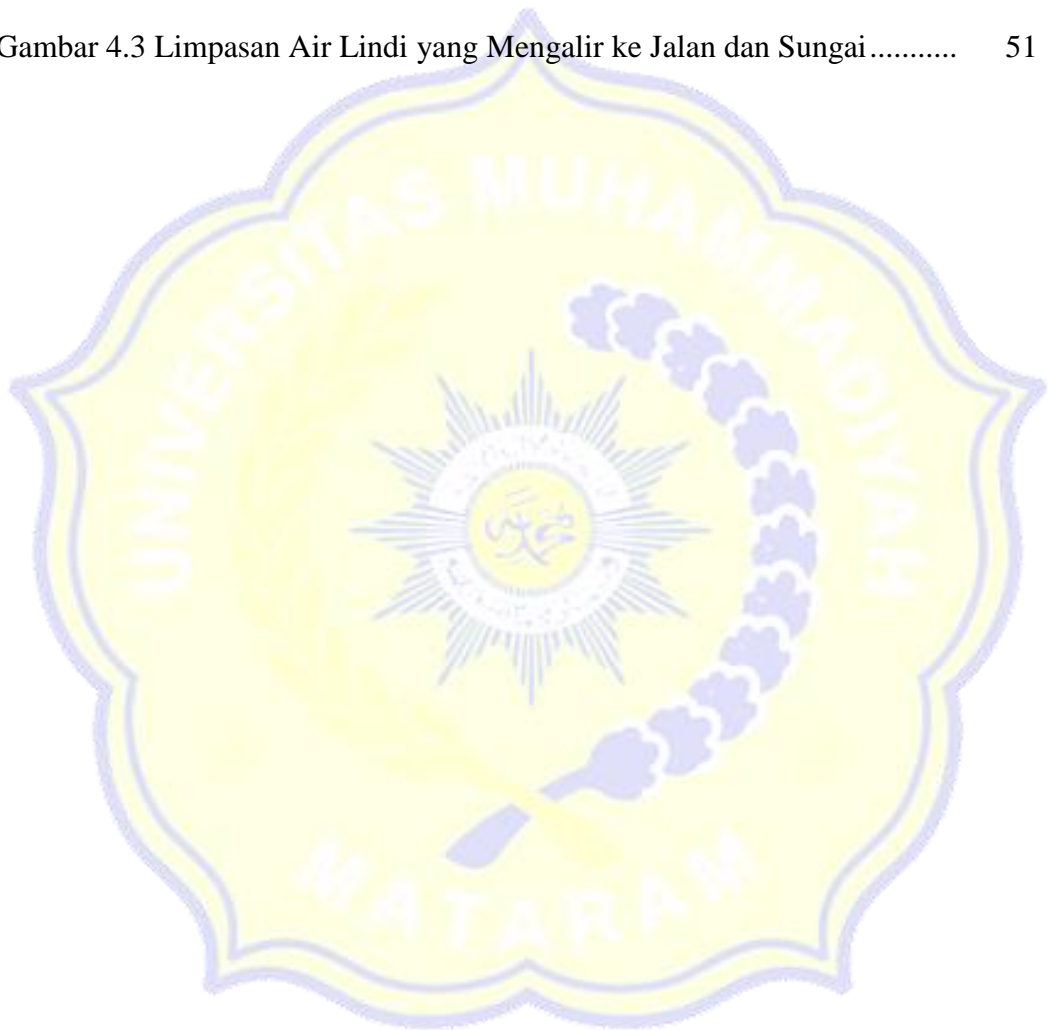 Gambar 4.3 Limpasan Air Lindi yang Mengalir ke Jalan dan Sungai........... 51
UNIVERSITAS MUHAMMADIYAH
MATARAM